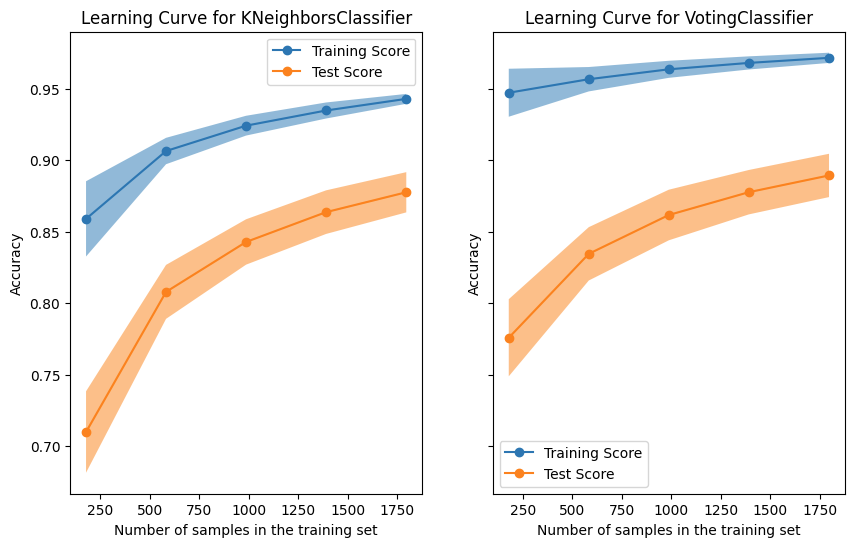 Learning Curve for KNeighborsClassifier
Training Score
Test Score
0.95
0.90
0.85
0.80
0.75
0.70
Accuracy
250 500 750 1000 1250 1500 1750
Number of samples in the training set
Learning Curve for VotingClassifier
Accuracy
Training Score
Test Score
250 500 750 1000 1250 1500 1750
Number of samples in the training set